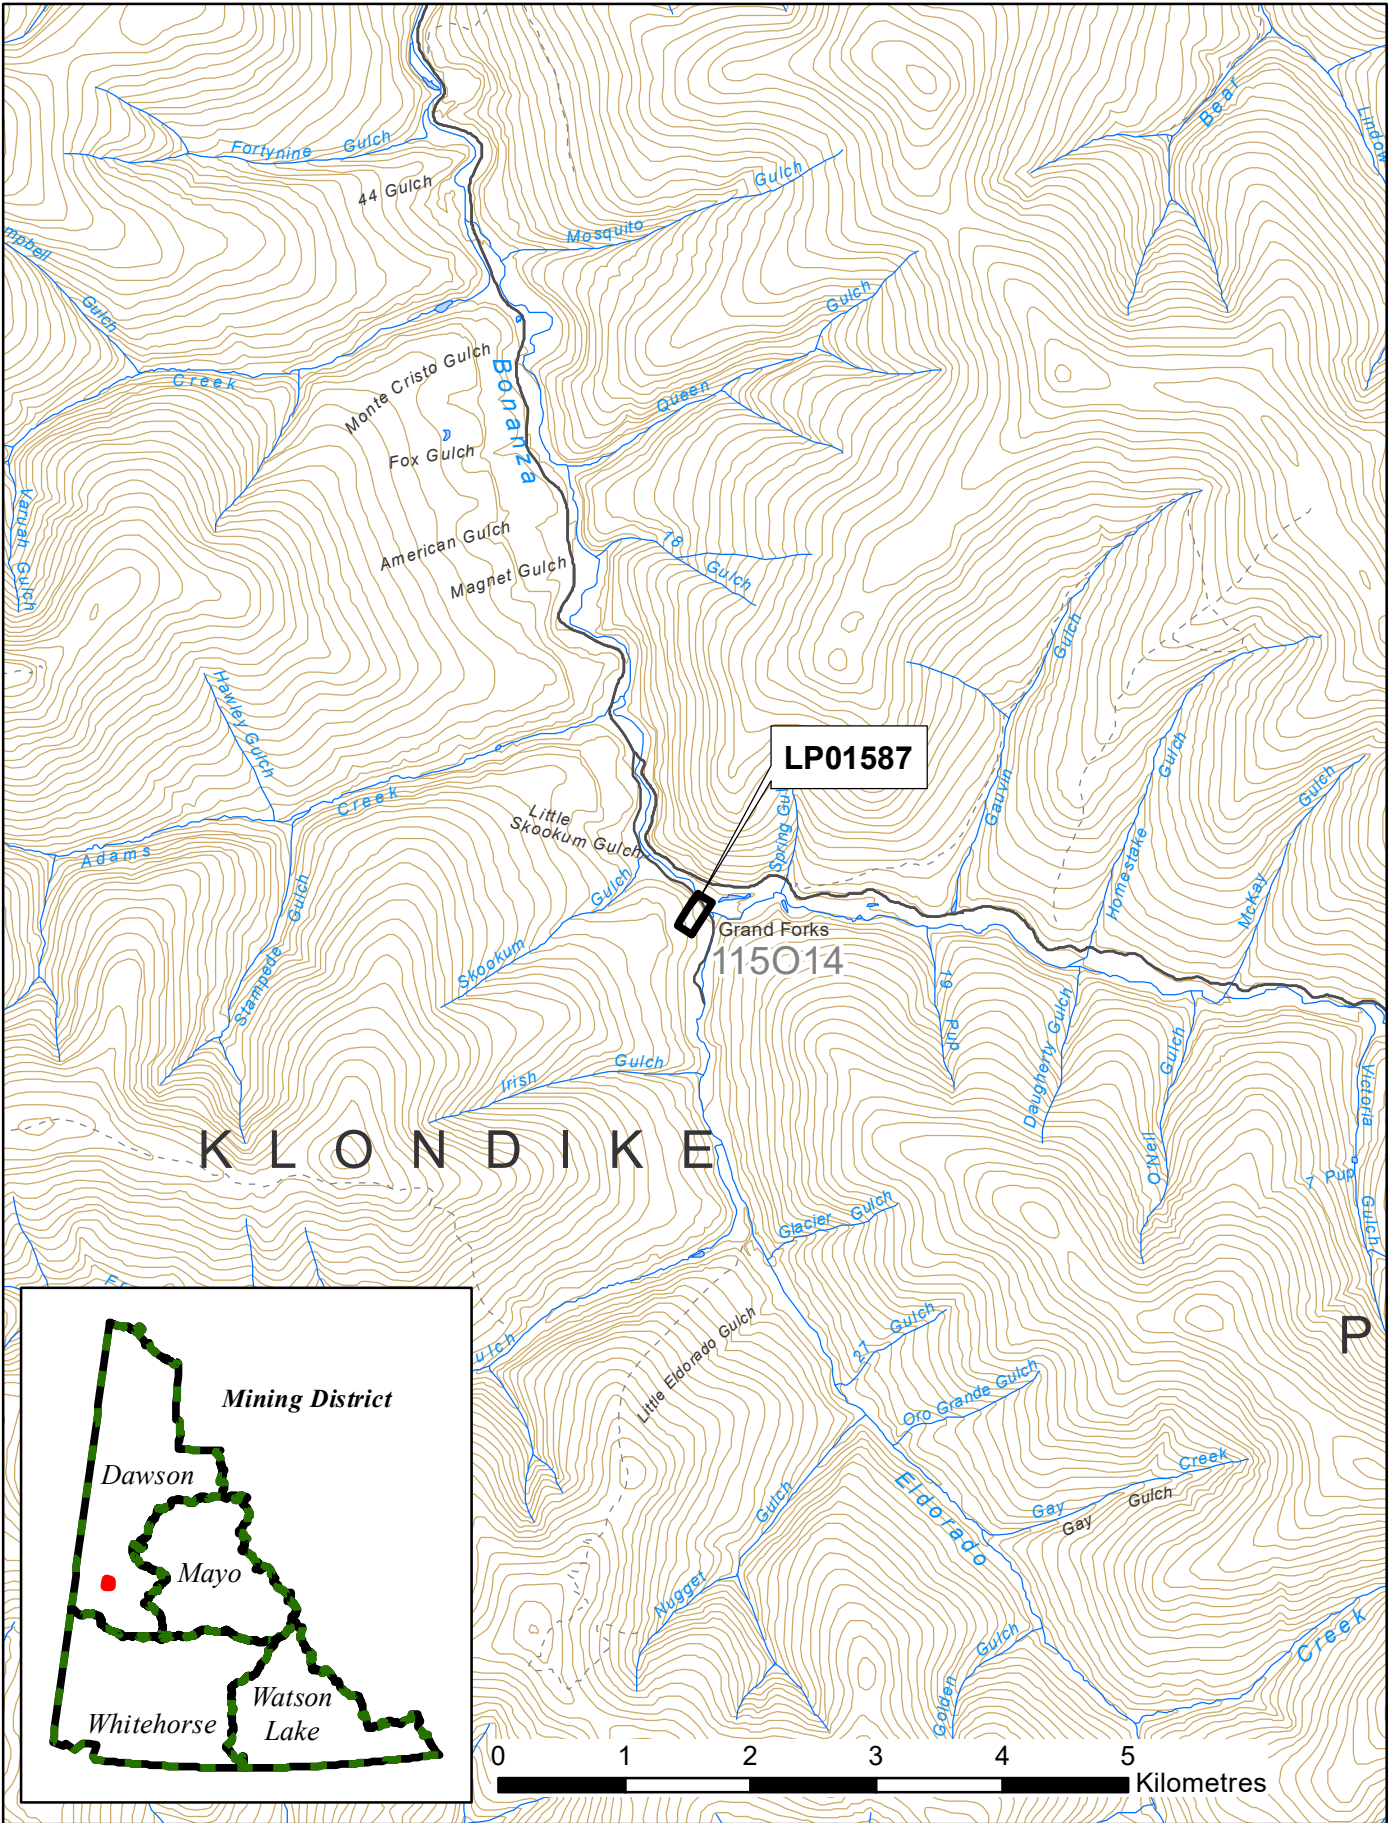 Bear
Lindow
Fortynine Gulch
44 Gulch
Gulch
Mosquito
Gulch
Gulch
Creek
Monte Cristo Gulch
Bonanza
Queen
Fox Gulch
Varuah Gulch
American Gulch
Magnet Gulch
18
Gulch
Gulch
Hawley Gulch
LP01587
Gulch
Gauvin
Gulch
Creek
Little
Skookum Gulch
Spring Gu
Adams
Homestake
Gulch
McKay
Gulch
Stampede
Skookum
Grand Forks
115O14
19 Pup
Daugherty Gulch
Gulch
O'Neil
Irish Gulch
Victoria
Gulch
KLONDIKE
7 Pup
Glacier Gulch
27 Gulch
P
ulch
Little Eldorado Gulch
Oro Grande Gulch
Mining District
Dawson
Mayo
Whitehorse
Watson
Lake
Eldorado
Creek
Gay
Gay Gulch
Gulch
Nugget
Gulch
Golden
Creek
0 1 2 3 4 5
Kilometres